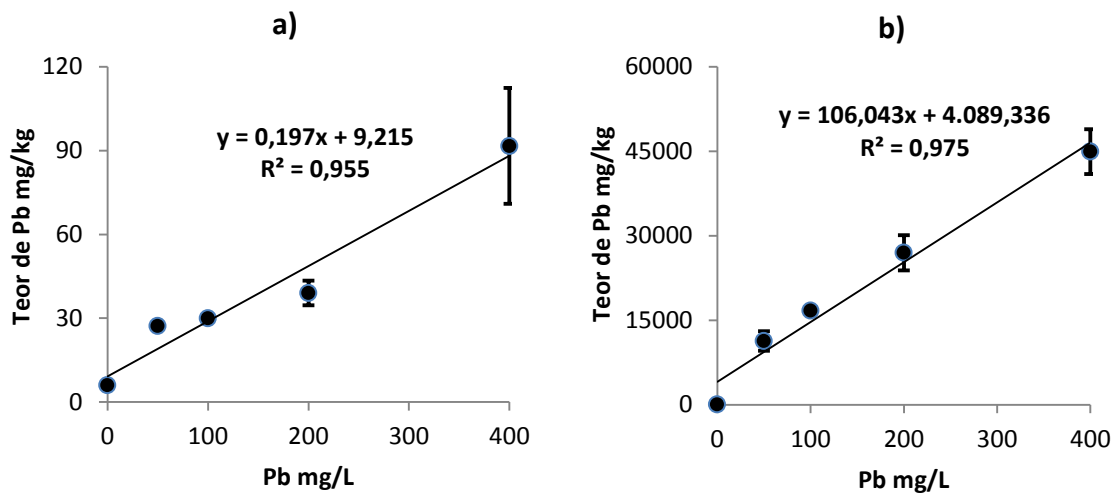 a)
120
90
60
30
0
Teor de Pb mg/kg
y = 0,197x + 9,215
R² = 0,955
0 100 200 300 400
Pb mg/L
b)
60000
45000
30000
15000
0
Teor de Pb mg/kg
y = 106,043x + 4.089,336
R² = 0,975
0 100 200 300 400
Pb mg/L